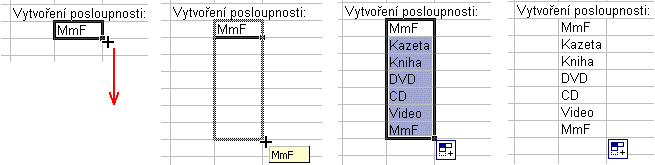 Vytvoření posloupnosti:
MmF
Vytvoření posloupnosti:
MmF
MmF
Vytvoření posloupnosti:
MmF
Kazeta
Kniha
DVD
CD
Video
MmF
Vytvoření posloupnosti:
MmF
Kazeta
Kniha
DVD
CD
Video
MmF